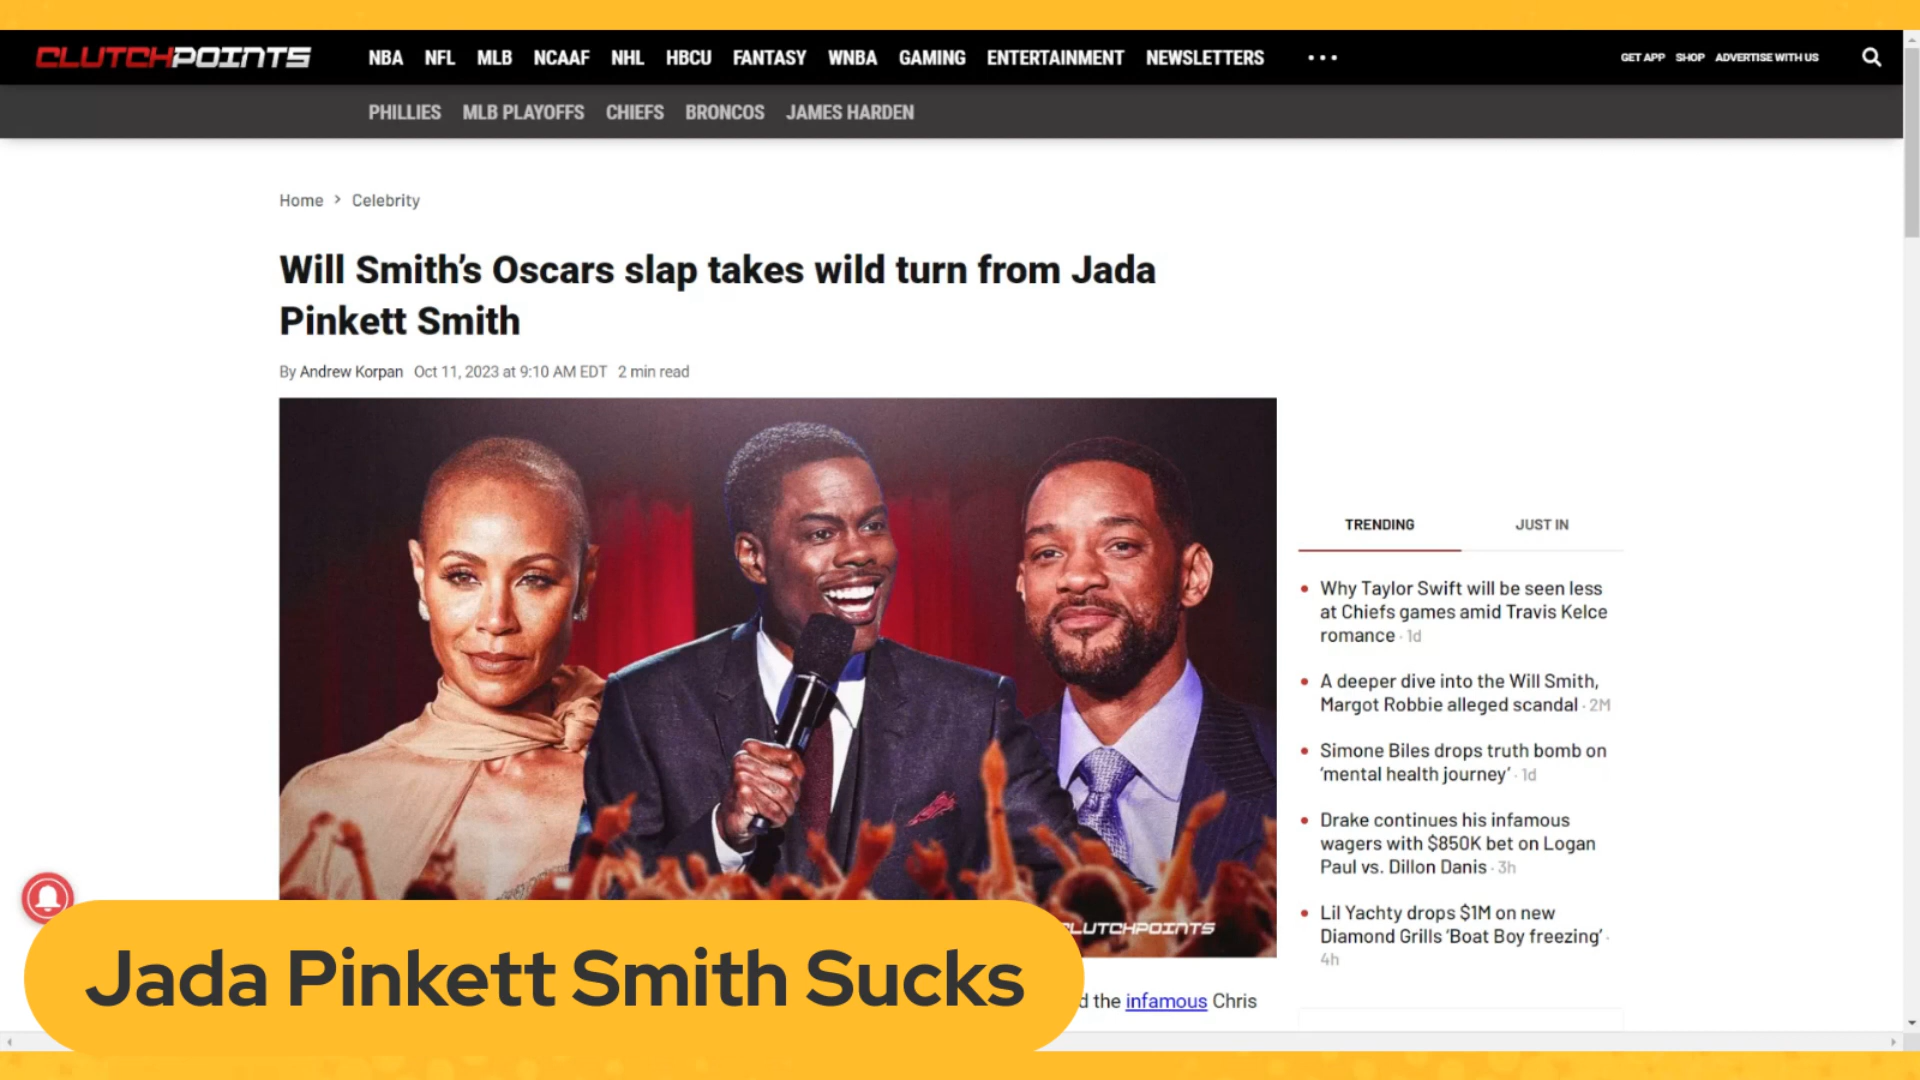 CLUTCHPOINTS NBA NFL MLB NCAAF NHL HBCU FANTASY WNBA GAMING ENTERTAINMENT NEWSLETTERS ••• GET APP SHOP ADVERTISE WITH US
PHILLIES MLB PLAYOFFS CHIEFS BRONCOS JAMES HARDEN
Home > Celebrity
Will Smith’s Oscars slap takes wild turn from Jada
Pinkett Smith
By Andrew Korpan Oct 11, 2023 at 9:10 AM EDT 2 min read
TRENDING JUST IN
• Why Taylor Swift will be seen less
at Chiefs games amid Travis Kelce
romance · 1d
• A deeper dive into the Will Smith,
Margot Robbie alleged scandal · 2M
• Simone Biles drops truth bomb on
‘mental health journey’ · 1d
• Drake continues his infamous
wagers with $850K bet on Logan
Paul vs. Dillon Danis · 3h
• Lil Yachty drops $1M on new
Diamond Grills ‘Boat Boy freezing’ ·
4h
CLUTCHPOINTS
Jada Pinkett Smith Sucks
the infamous Chris